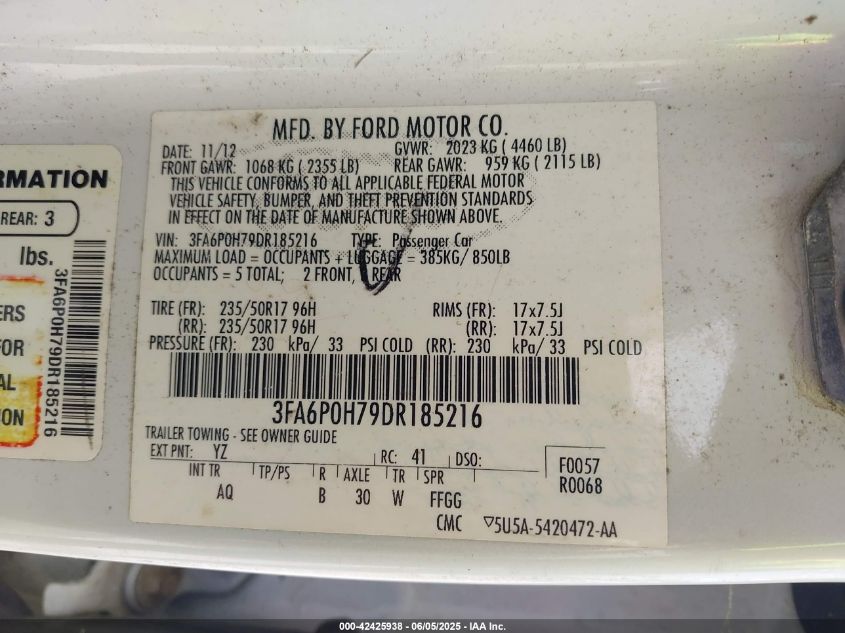 RMATION
REAR: 3
lbs.
ERS
FOR
AL
ION
3FA6P0H79DR185216
MFD. BY FORD MOTOR CO.
DATE: 11/12 GVWR: 2023 KG ( 4460 LB)
FRONT GAWR: 1068 KG ( 2355 LB) REAR GAWR: 959 KG ( 2115 LB)
THIS VEHICLE CONFORMS TO ALL APPLICABLE FEDERAL MOTOR
VEHICLE SAFETY, BUMPER, AND THEFT PREVENTION STANDARDS
IN EFFECT ON THE DATE OF MANUFACTURE SHOWN ABOVE.
VIN: 3FA6P0H79DR185216 TYPE: Passenger Car
MAXIMUM LOAD = OCCUPANTS + LUGGAGE = 385KG/ 850LB
OCCUPANTS = 5 TOTAL; 2 FRONT, REAR
TIRE (FR): 235/50R17 96H RIMS (FR): 17x7.5J
(RR): 235/50R17 96H (RR): 17x7.5J
PRESSURE (FR): 230 kPa/ 33 PSI COLD (RR): 230 kPa/ 33 PSI COLD
3FA6P0H79DR185216
TRAILER TOWING - SEE OWNER GUIDE
EXT PNT: YZ RC: 41 DSO: F0057
INT TR TP/PS R AXLE TR SPR R0068
AQ B 30 W FFGG
CMC 5U5A-5420472-AA
000-42425938 - 06/05/2025 - IAA Inc.